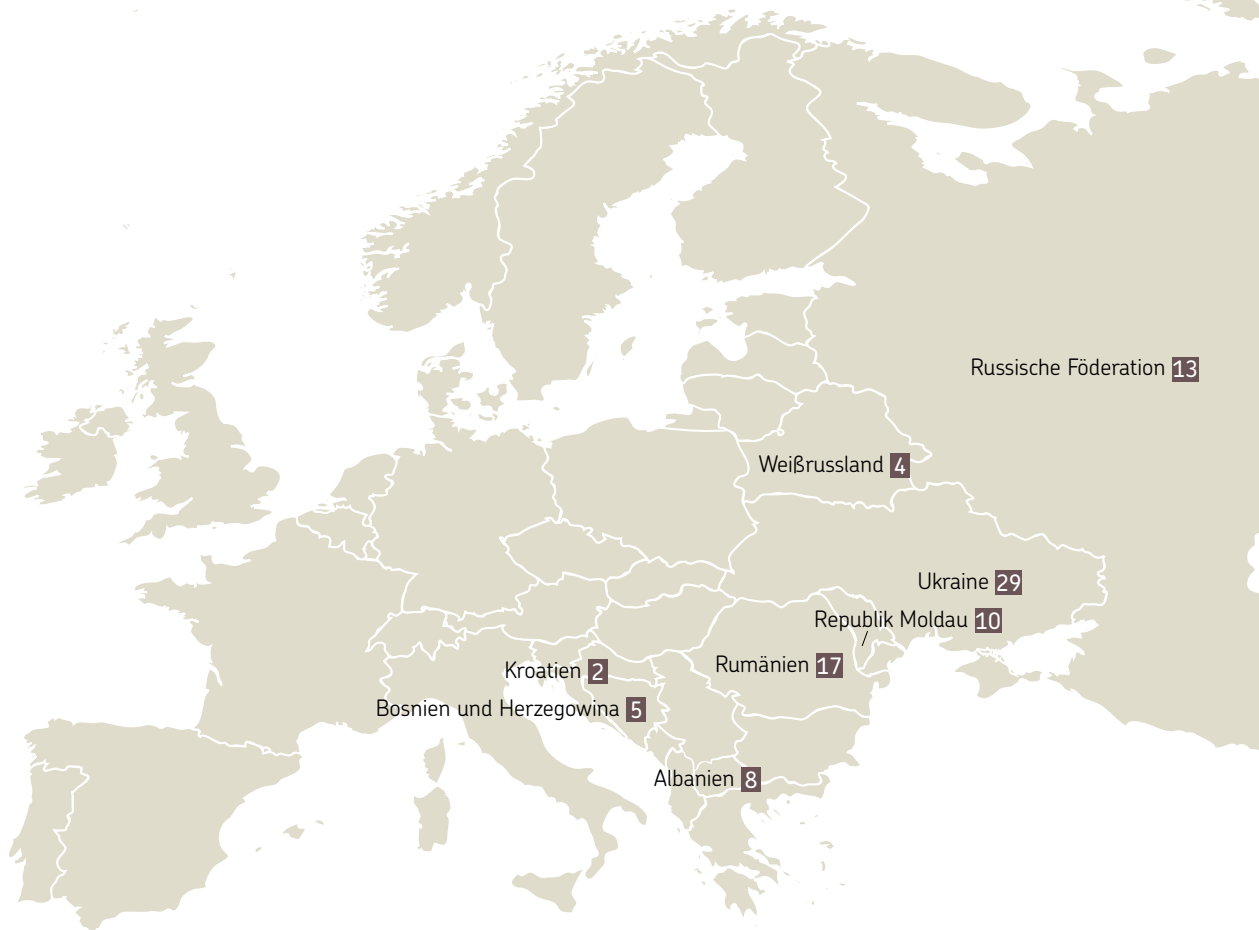 Russische Föderation 13
Weißrussland 4
Ukraine 29
Republik Moldau 10
Rumänien 17
Kroatien 2
Bosnien und Herzegowina 5
Albanien 8